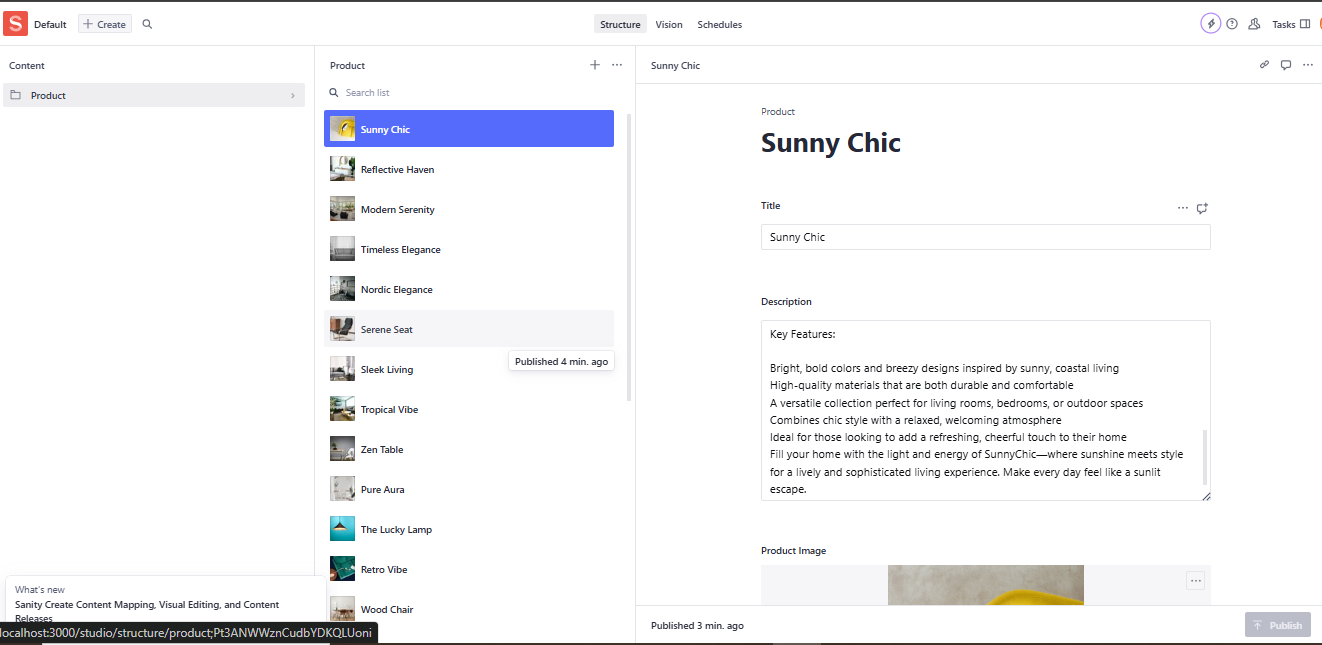 S Default + Create Structure Vision Schedules Tasks
Content
Product
Product
Search list
Sunny Chic
Reflective Haven
Modern Serenity
Timeless Elegance
Nordic Elegance
Serene Seat
Published 4 min. ago
Sleek Living
Tropical Vibe
Zen Table
Pure Aura
The Lucky Lamp
Retro Vibe
Wood Chair
Sunny Chic
Product
Sunny Chic
Title
Sunny Chic
Description
Key Features:
Bright, bold colors and breezy designs inspired by sunny, coastal living
High-quality materials that are both durable and comfortable
A versatile collection perfect for living rooms, bedrooms, or outdoor spaces
Combines chic style with a relaxed, welcoming atmosphere
Ideal for those looking to add a refreshing, cheerful touch to their home
Fill your home with the light and energy of SunnyChic—where sunshine meets style
for a lively and sophisticated living experience. Make every day feel like a sunlit
escape.
Product Image
Published 3 min. ago
Publish
What's new
Sanity Create Content Mapping, Visual Editing, and Content
Releases
localhost:3000/studio/structure/product;Pt3ANWWznCudbYDKQLUoni